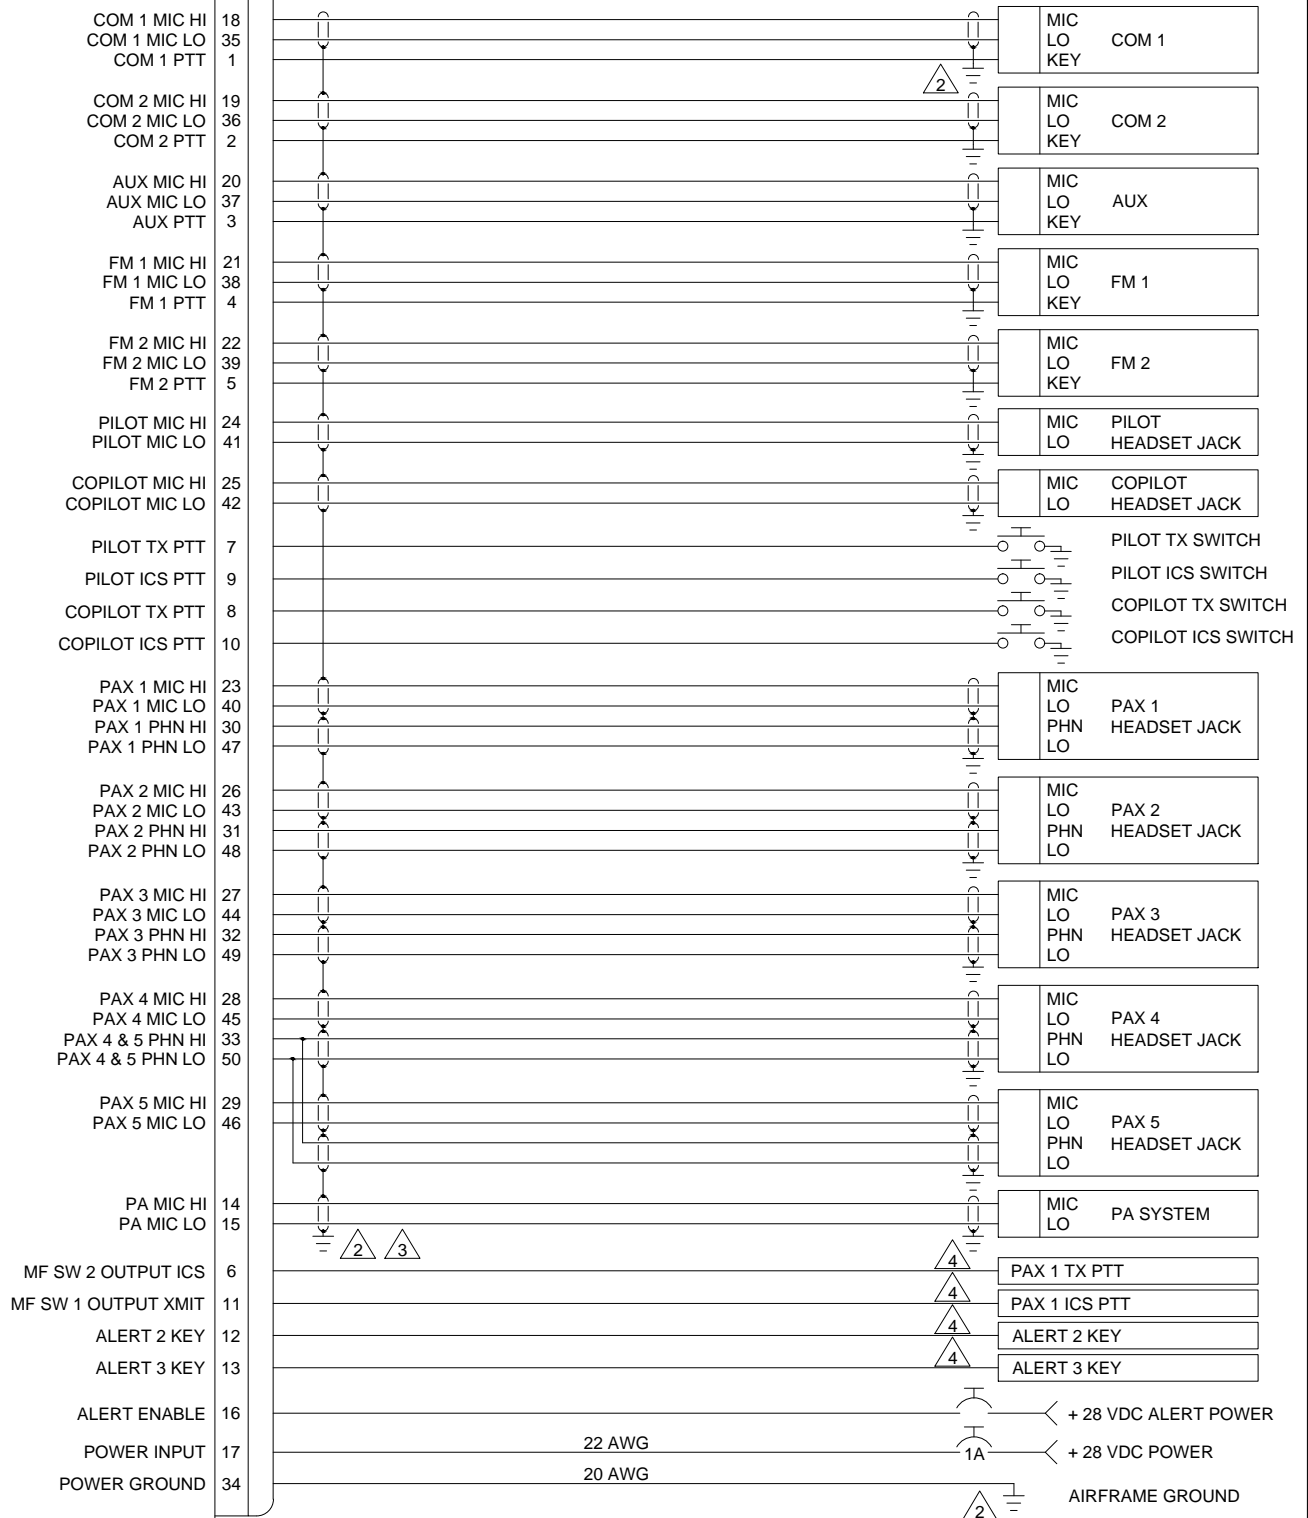 COM 1 MIC HI 18 MIC
COM 1 MIC LO 35 LO COM 1
COM 1 PTT 1 KEY
2
COM 2 MIC HI 19 MIC
COM 2 MIC LO 36 LO COM 2
COM 2 PTT 2 KEY
AUX MIC HI 20 MIC
AUX MIC LO 37 LO AUX
AUX PTT 3 KEY
FM 1 MIC HI 21 MIC
FM 1 MIC LO 38 LO FM 1
FM 1 PTT 4 KEY
FM 2 MIC HI 22 MIC
FM 2 MIC LO 39 LO FM 2
FM 2 PTT 5 KEY
PILOT MIC HI 24 MIC PILOT
PILOT MIC LO 41 LO HEADSET JACK
COPILOT MIC HI 25 MIC COPILOT
COPILOT MIC LO 42 LO HEADSET JACK
PILOT TX PTT 7 PILOT TX SWITCH
PILOT ICS PTT 9 PILOT ICS SWITCH
COPILOT TX PTT 8 COPILOT TX SWITCH
COPILOT ICS PTT 10 COPILOT ICS SWITCH
PAX 1 MIC HI 23 MIC
PAX 1 MIC LO 40 LO PAX 1
PAX 1 PHN HI 30 PHN HEADSET JACK
PAX 1 PHN LO 47 LO
PAX 2 MIC HI 26 MIC
PAX 2 MIC LO 43 LO PAX 2
PAX 2 PHN HI 31 PHN HEADSET JACK
PAX 2 PHN LO 48 LO
PAX 3 MIC HI 27 MIC
PAX 3 MIC LO 44 LO PAX 3
PAX 3 PHN HI 32 PHN HEADSET JACK
PAX 3 PHN LO 49 LO
PAX 4 MIC HI 28 MIC
PAX 4 MIC LO 45 LO PAX 4
PAX 4 & 5 PHN HI 33 PHN HEADSET JACK
PAX 4 & 5 PHN LO 50 LO
PAX 5 MIC HI 29 MIC
PAX 5 MIC LO 46 LO PAX 5
PHN HEADSET JACK
LO
PA MIC HI 14 MIC
PA MIC LO 15 LO PA SYSTEM
2 3
MF SW 2 OUTPUT ICS 6 4 PAX 1 TX PTT
MF SW 1 OUTPUT XMIT 11 4 PAX 1 ICS PTT
ALERT 2 KEY 12 4 ALERT 2 KEY
ALERT 3 KEY 13 4 ALERT 3 KEY
ALERT ENABLE 16 + 28 VDC ALERT POWER
POWER INPUT 17 22 AWG 1A + 28 VDC POWER
POWER GROUND 34 20 AWG AIRFRAME GROUND
2